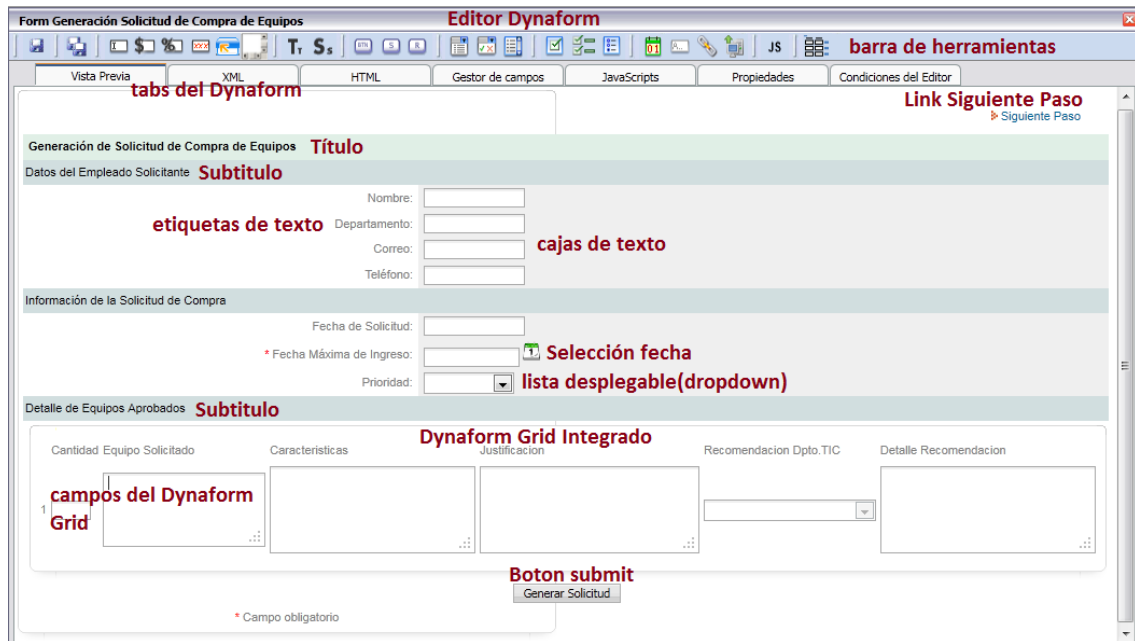 Form Generación Solicitud de Compra de Equipos Editor Dynaform
Tт Ss BTN S R 01 A... JS barra de herramientas
Vista Previa XML HTML Gestor de campos JavaScripts Propiedades Condiciones del Editor
tabs del Dynaform
Link Siguiente Paso
Siguiente Paso
Generación de Solicitud de Compra de Equipos Título
Datos del Empleado Solicitante Subtitulo
Nombre:
etiquetas de texto Departamento:
cajas de texto
Correo:
Teléfono:
Información de la Solicitud de Compra
Fecha de Solicitud:
* Fecha Máxima de Ingreso: 1 Selección fecha
Prioridad: lista desplegable(dropdown)
Detalle de Equipos Aprobados Subtitulo
Dynaform Grid Integrado
Cantidad Equipo Solicitado Caracteristicas Justificacion Recomendacion Dpto.TIC Detalle Recomendacion
campos del Dynaform
1 Grid
Boton submit
Generar Solicitud
* Campo obligatorio